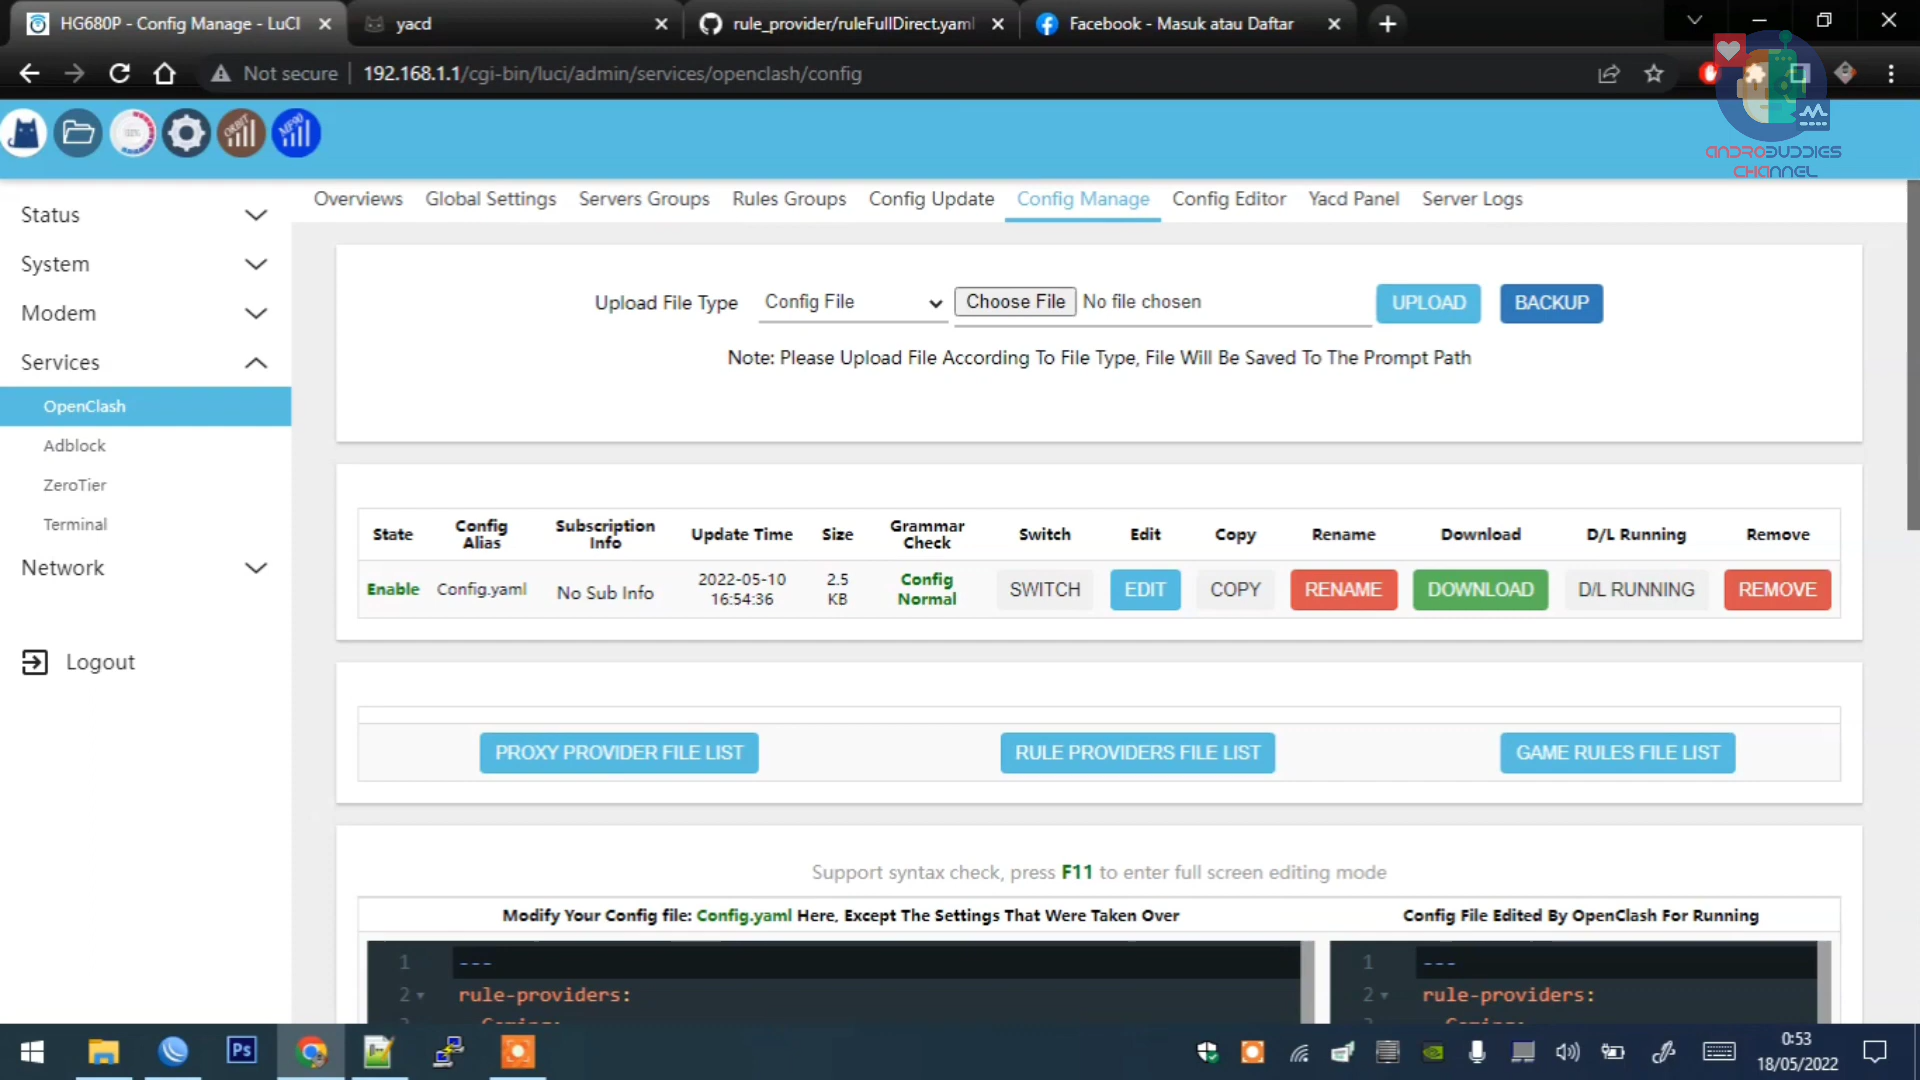 HG680P - Config Manage - LuCI
yacd
rule_provider/ruleFullDirect.yaml
Facebook - Masuk atau Daftar
Not secure
192.168.1.1/cgi-bin/luci/admin/services/openclash/config
ORBIT
MF90
ANDROBUDDIES
CHANNEL
Status
System
Modem
Services
OpenClash
Adblock
ZeroTier
Terminal
Network
Logout
Overviews
Global Settings
Servers Groups
Rules Groups
Config Update
Config Manage
Config Editor
Yacd Panel
Server Logs
Upload File Type
Config File
Choose File No file chosen
UPLOAD
BACKUP
Note: Please Upload File According To File Type, File Will Be Saved To The Prompt Path
State
Config Alias
Subscription Info
Update Time
Size
Grammar Check
Switch
Edit
Copy
Rename
Download
D/L Running
Remove
Enable
Config.yaml
No Sub Info
2022-05-10 16:54:36
2.5 KB
Config Normal
SWITCH
EDIT
COPY
RENAME
DOWNLOAD
D/L RUNNING
REMOVE
PROXY PROVIDER FILE LIST
RULE PROVIDERS FILE LIST
GAME RULES FILE LIST
Support syntax check, press F11 to enter full screen editing mode
Modify Your Config file: Config.yaml Here, Except The Settings That Were Taken Over
Config File Edited By OpenClash For Running
1 ---
2 rule-providers:
1 ---
2 rule-providers:
Ps
0:53
18/05/2022